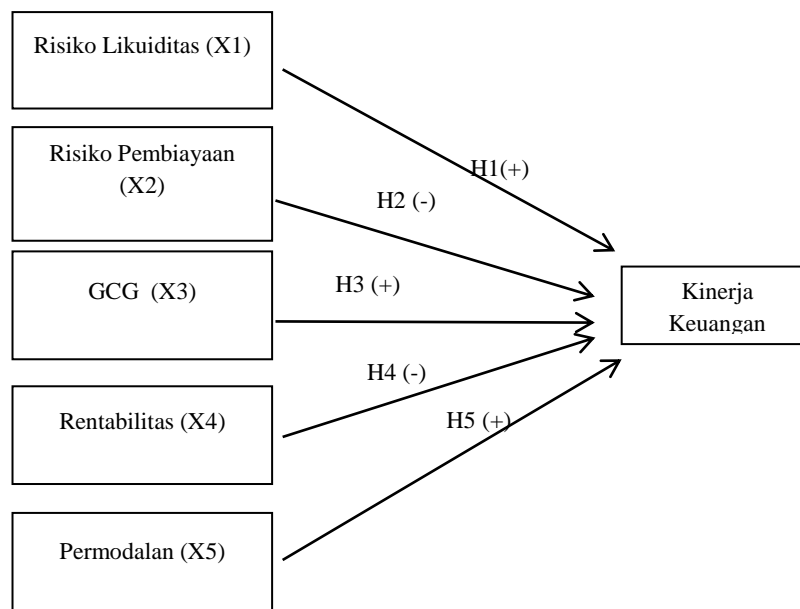 Risiko Likuiditas (X1)
Risiko Pembiayaan
(X2)
GCG (X3)
Rentabilitas (X4)
Permodalan (X5)
H1(+)
H2 (-)
H3 (+)
H4 (-)
H5 (+)
Kinerja
Keuangan